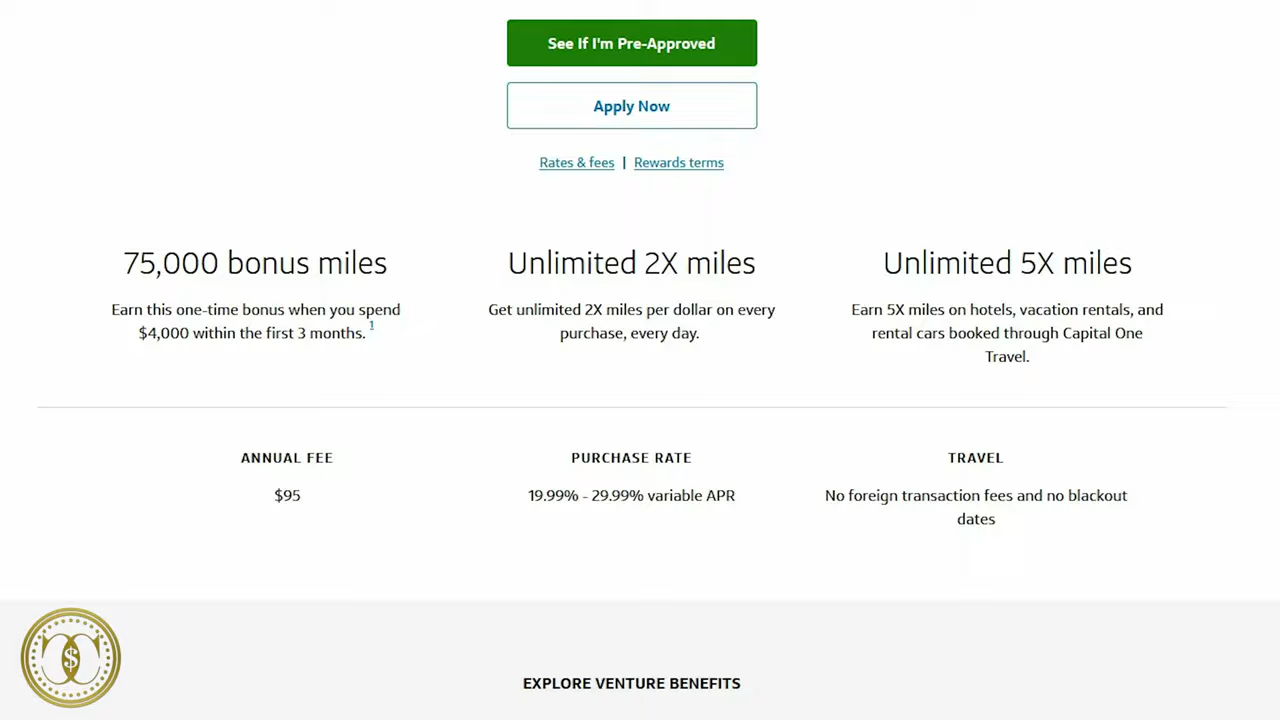 See If I'm Pre-Approved
Apply Now
Rates & fees | Rewards terms
75,000 bonus miles
Earn this one-time bonus when you spend
$4,000 within the first 3 months. 1
Unlimited 2X miles
Get unlimited 2X miles per dollar on every
purchase, every day.
Unlimited 5X miles
Earn 5X miles on hotels, vacation rentals, and
rental cars booked through Capital One
Travel.
ANNUAL FEE
$95
PURCHASE RATE
19.99% - 29.99% variable APR
TRAVEL
No foreign transaction fees and no blackout
dates
C$C
EXPLORE VENTURE BENEFITS